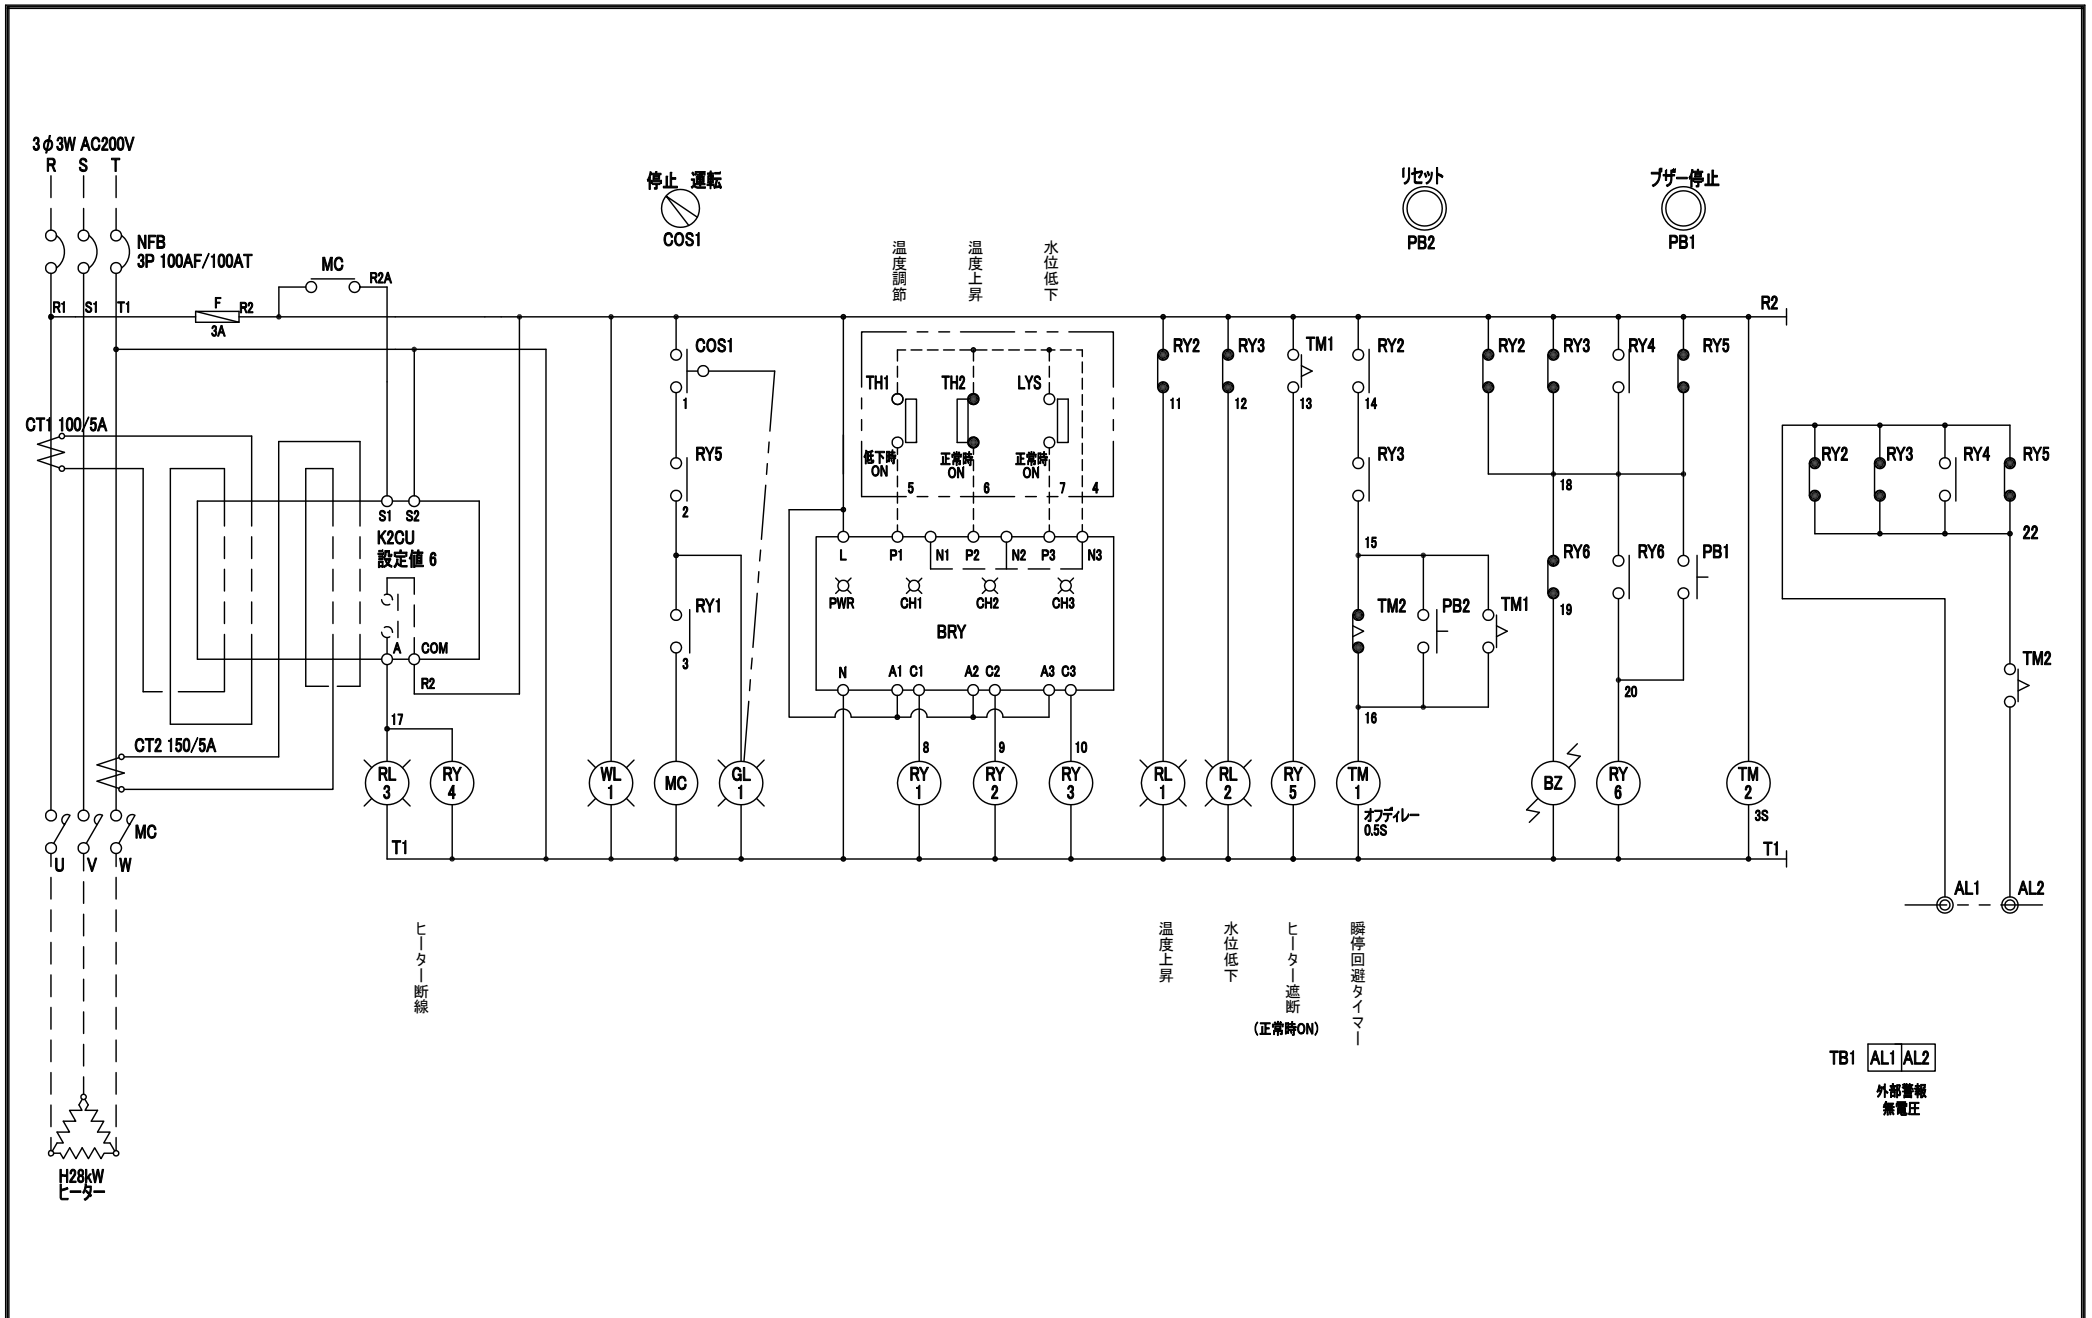 3φ3W AC200V
R S T
NFB
3P 100AF/100AT
MC
R2A
R1 S1 T1
F
3A
R2
停止 運転
COS1
温度調節
温度上昇
水位低下
リセット
PB2
ブザー停止
PB1
R2
COS1
1
RY5
2
RY1
3
TH1
低下時
ON
TH2
正常時
ON
LYS
正常時
ON
5 6 7 4
RY2
11
RY3
12
TM1
13
RY2
14
RY3
15
TM2 PB2 TM1
16
RY2 RY3 RY4 RY5
18
RY6 RY6 PB1
19
20
CT1 100/5A
S1 S2
K2CU
設定値 6
A COM
R2
17
CT2 150/5A
L P1 N1 P2 N2 P3 N3
PWR CH1 CH2 CH3
BRY
N A1 C1 A2 C2 A3 C3
8 9 10
RL
3
RY
4
WL
1
MC
GL
1
RY
1
RY
2
RY
3
RL
1
RL
2
RY
5
TM
1
オフディレー
0.5S
BZ
RY
6
TM
2
3S
MC
U V W
T1
T1
RY2 RY3 RY4 RY5
22
TM2
AL1 AL2
ヒーター断線
温度上昇
水位低下
ヒーター遮断
(正常時ON)
瞬停回避タイマー
TB1 AL1 AL2
外部警報
無電圧
H28kW
ヒーター